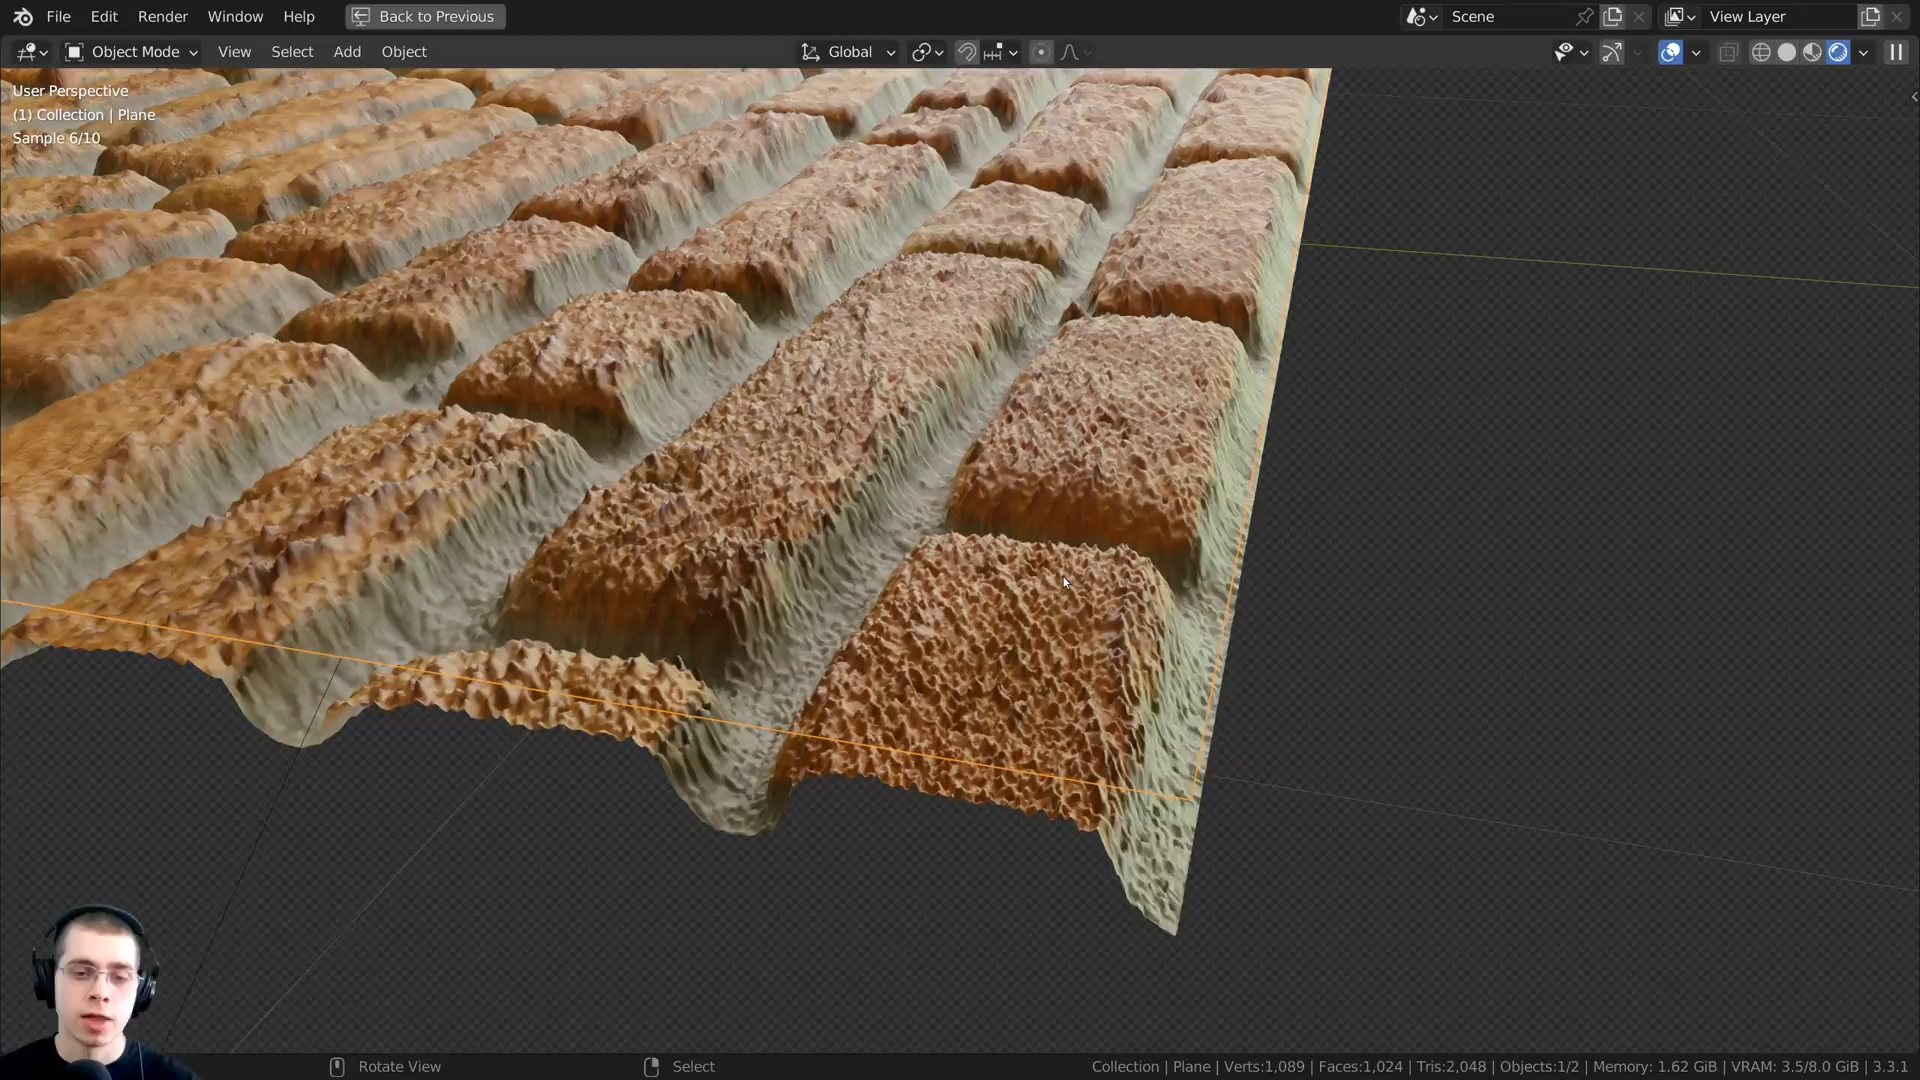 File Edit Render Window Help Back to Previous Scene View Layer
Object Mode View Select Add Object Global
User Perspective
(1) Collection | Plane
Sample 6/10
Rotate View Select Collection | Plane | Verts:1,089 | Faces:1,024 | Tris:2,048 | Objects:1/2 | Memory: 1.62 GiB | VRAM: 3.5/8.0 GiB | 3.3.1